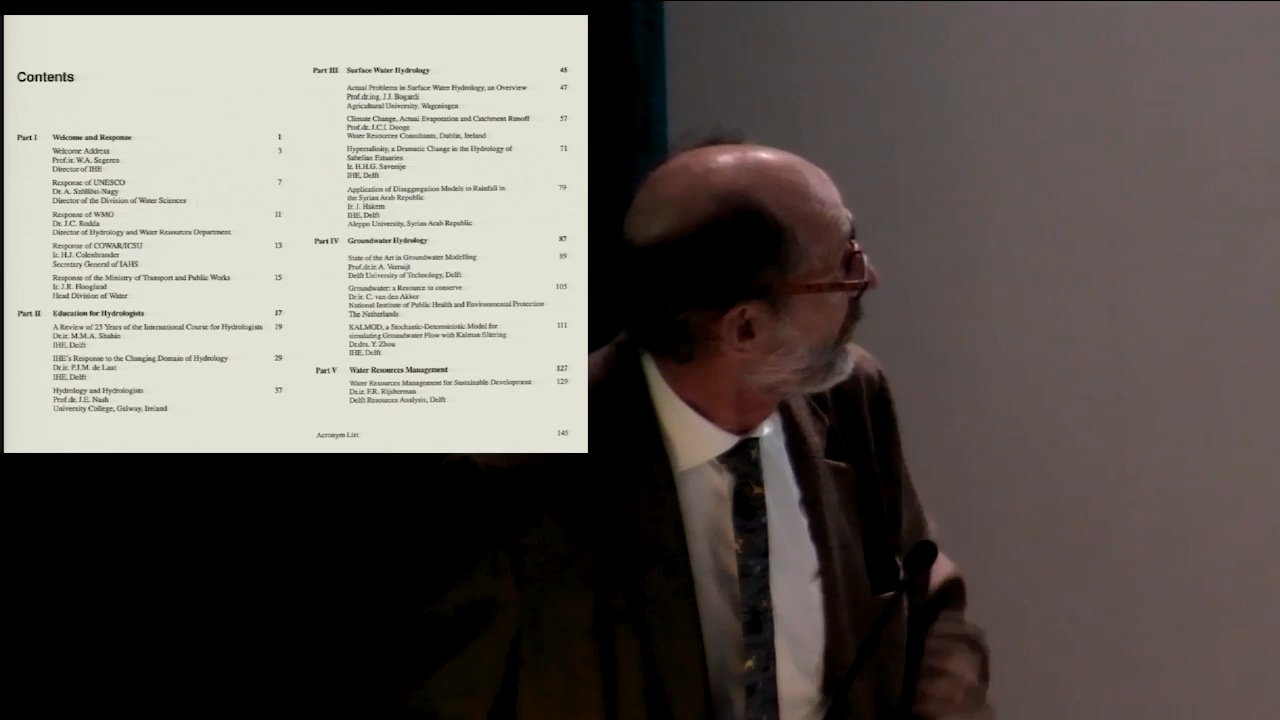 Contents
Part I Welcome and Response 1
Welcome Address 3
Prof.ir. W.A. Segeren
Director of IHE
Response of UNESCO 7
Dr. A. Szöllösi-Nagy
Director of the Division of Water Sciences
Response of WMO 11
Dr. J.C. Rodda
Director of Hydrology and Water Resources Department
Response of COWAR/ICSU 13
Ir. H.J. Colenbrander
Secretary General of IAHS
Response of the Ministry of Transport and Public Works 15
Ir. J.R. Hoogland
Head Division of Water
Part II Education for Hydrologists 17
A Review of 25 Years of the International Course for Hydrologists 19
Dr.ir. M.M.A. Shahin
IHE, Delft
IHE's Response to the Changing Domain of Hydrology 29
Dr.ir. P.J.M. de Laat
IHE, Delft
Hydrology and Hydrologists 37
Prof.dr. J.E. Nash
University College, Galway, Ireland
Part III Surface Water Hydrology 45
Actual Problems in Surface Water Hydrology, an Overview 47
Prof.dr.ing. J.J. Bogardi
Agricultural University, Wageningen
Climate Change, Actual Evaporation and Catchment Runoff 57
Prof.dr. J.C.I. Dooge
Water Resources Consultants, Dublin, Ireland
Hypersalinity, a Dramatic Change in the Hydrology of 71
Sahelian Estuaries
Ir. H.H.G. Savenije
IHE, Delft
Application of Disaggregation Models to Rainfall in 79
the Syrian Arab Republic
Ir. J. Hakem
IHE, Delft
Aleppo University, Syrian Arab Republic
Part IV Groundwater Hydrology 87
State of the Art in Groundwater Modelling 89
Prof.dr.ir. A. Verruijt
Delft University of Technology, Delft
Groundwater: a Resource to conserve 103
Dr.ir. C. van den Akker
National Institute of Public Health and Environmental Protection
The Netherlands
KALMOD, a Stochastic-Deterministic Model for 111
simulating Groundwater Flow with Kalman filtering
Dr.drs. Y. Zhou
IHE, Delft
Part V Water Resources Management 127
Water Resources Management for Sustainable Development 129
Dr.ir. F.R. Rijsberman
Delft Resources Analysis, Delft
Acronym List 145